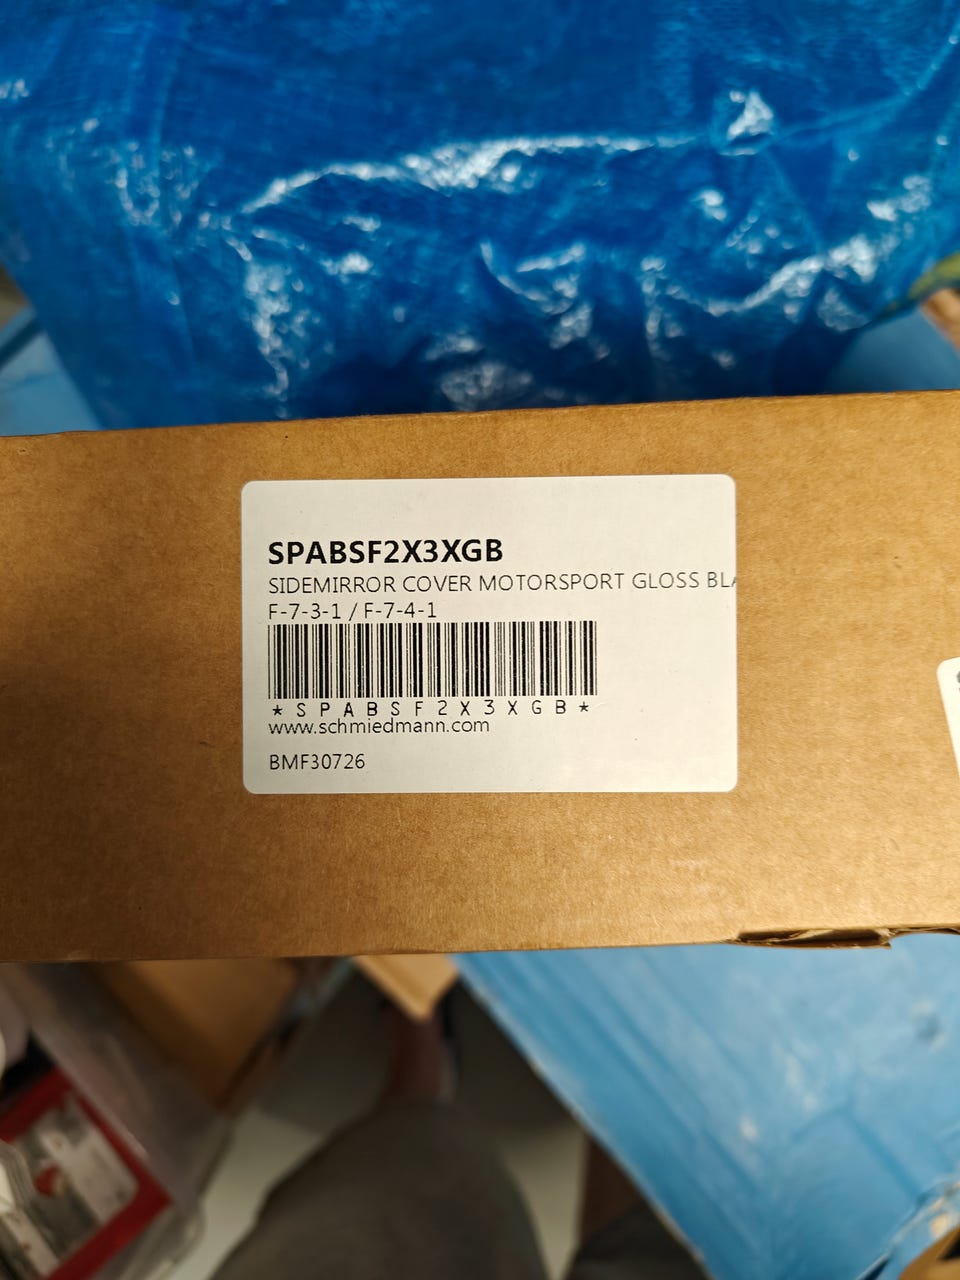 SPABSF2X3XGB
SIDEMIRROR COVER MOTORSPORT GLOSS BLA
F-7-3-1 / F-7-4-1
*SPABSF2X3XGB*
www.schmiedmann.com
BMF30726